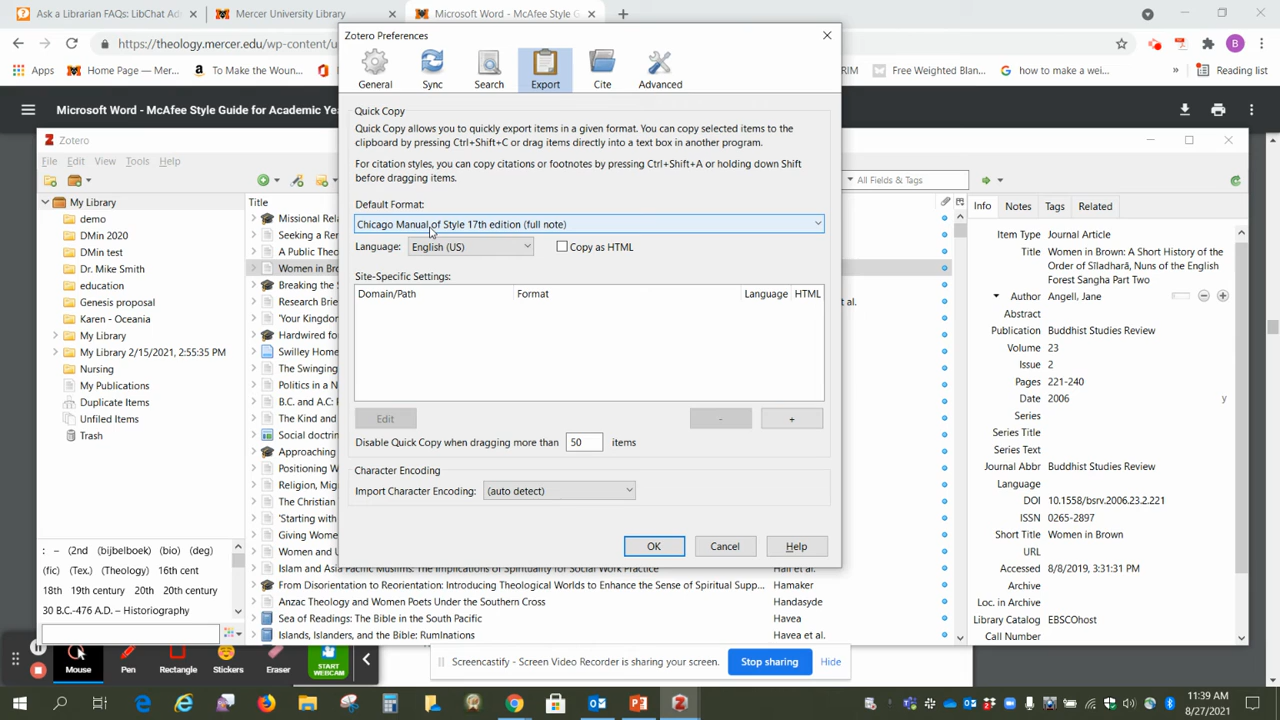 Ask a Librarian FAQs: LibChat Ad
Mercer University Library
Microsoft Word - McAfee Style G
https://theology.mercer.edu/wp-content/u
B
Apps
Home Page — Mer...
To Make the Woun...
RIM
Free Weighted Blan...
how to make a wei...
Reading list
Microsoft Word - McAfee Style Guide for Academic Yea
Zotero Preferences
General
Sync
Search
Export
Cite
Advanced
Quick Copy
Quick Copy allows you to quickly export items in a given format. You can copy selected items to the
clipboard by pressing Ctrl+Shift+C or drag items directly into a text box in another program.
For citation styles, you can copy citations or footnotes by pressing Ctrl+Shift+A or holding down Shift
before dragging items.
Default Format:
Chicago Manual of Style 17th edition (full note)
Language:
English (US)
Copy as HTML
Site-Specific Settings:
Domain/Path
Format
Language
HTML
Edit
-
+
Disable Quick Copy when dragging more than 50 items
Character Encoding
Import Character Encoding:
(auto detect)
OK
Cancel
Help
Zotero
File
Edit
View
Tools
Help
All Fields & Tags
My Library
demo
DMin 2020
DMin test
Dr. Mike Smith
education
Genesis proposal
Karen - Oceania
My Library
My Library 2/15/2021, 2:55:35 PM
Nursing
My Publications
Duplicate Items
Unfiled Items
Trash
: – (2nd (bijbelboek) (bio) (deg)
(fic) (Tex.) (Theology) 16th cent
18th 19th century 20th 20th century
30 B.C.-476 A.D. – Historiography
Title
Missional Rela
Seeking a Re
A Public Theo
Women in Bro
Breaking the
Research Brie
et al.
'Your Kingdon
Hardwired fo
Swilley Home
The Swinging
Politics in a N
B.C. and A.C:
The Kind and
Social doctrin
Approaching
Positioning W
Religion, Mig
The Christian
'Starting with
Giving Wome
Women and U
Islam and Asia Pacific Muslims: The Implications of Spirituality for Social Work Practice
Hall et al.
From Disorientation to Reorientation: Introducing Theological Worlds to Enhance the Sense of Spiritual Supp...
Hamaker
Anzac Theology and Women Poets Under the Southern Cross
Handasyde
Sea of Readings: The Bible in the South Pacific
Havea
Islands, Islanders, and the Bible: RumInations
Havea et al.
Info
Notes
Tags
Related
Item Type Journal Article
Title Women in Brown: A Short History of the
Order of Sīladharā, Nuns of the English
Forest Sangha Part Two
Author Angell, Jane
Abstract
Publication Buddhist Studies Review
Volume 23
Issue 2
Pages 221-240
Date 2006
y
Series
Series Title
Series Text
Journal Abbr Buddhist Studies Review
Language
DOI 10.1558/bsrv.2006.23.2.221
ISSN 0265-2897
Short Title Women in Brown
URL
Accessed 8/8/2019, 3:31:31 PM
Archive
Loc. in Archive
Library Catalog EBSCOhost
Call Number
Mouse
Pen
Rectangle
Stickers
Eraser
START
WEBCAM
Screencastify - Screen Video Recorder is sharing your screen.
Stop sharing
Hide
11:39 AM
8/27/2021